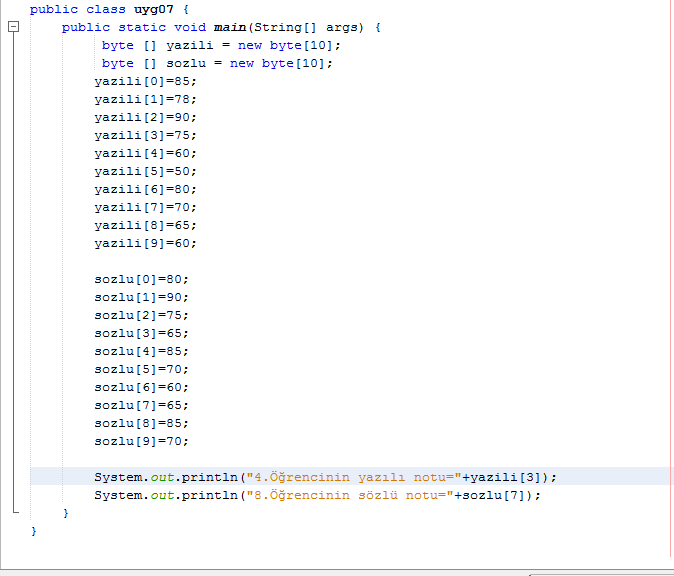 public class uyg07 {
public static void main(String[] args) {
byte [] yazili = new byte[10];
byte [] sozlu = new byte[10];
yazili[0]=85;
yazili[1]=78;
yazili[2]=90;
yazili[3]=75;
yazili[4]=60;
yazili[5]=50;
yazili[6]=80;
yazili[7]=70;
yazili[8]=65;
yazili[9]=60;
sozlu[0]=80;
sozlu[1]=90;
sozlu[2]=75;
sozlu[3]=65;
sozlu[4]=85;
sozlu[5]=70;
sozlu[6]=60;
sozlu[7]=65;
sozlu[8]=85;
sozlu[9]=70;
System.out.println("4.Öğrencinin yazılı notu="+yazili[3]);
System.out.println("8.Öğrencinin sözlü notu="+sozlu[7]);
}
}